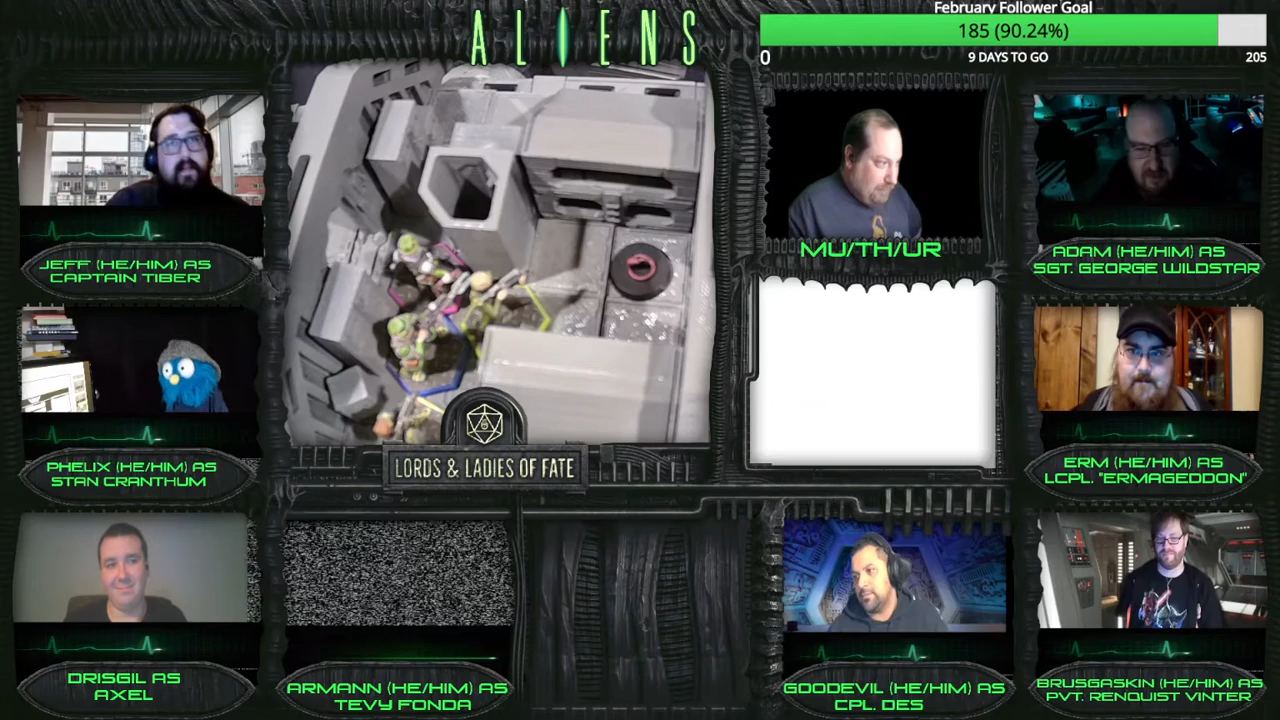 ALIENS
February Follower Goal
185 (90.24%)
0
9 DAYS TO GO
205
JEFF (HE/HIM) AS
CAPTAIN TIBER
MU/TH/UR
ADAM (HE/HIM) AS
SGT. GEORGE WILDSTAR
PHELIX (HE/HIM) AS
STAN CRANTHUM
LORDS & LADIES OF FATE
ERM (HE/HIM) AS
LCPL. "ERMAGEDDON"
DRISGIL AS
AXEL
ARMANN (HE/HIM) AS
TEVY FONDA
GOODEVIL (HE/HIM) AS
CPL. DES
BRUSGASKIN (HE/HIM) AS
PVT. RENQUIST VINTER